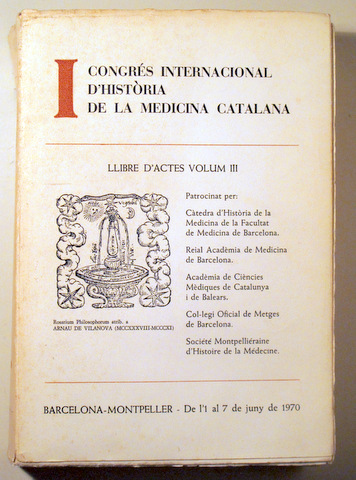 I CONGRÉS INTERNACIONAL
D'HISTÒRIA
DE LA MEDICINA CATALANA
LLIBRE D'ACTES VOLUM III
Patrocinat per:
Càtedra d'Història de la
Medicina de la Facultat
de Medicina de Barcelona.
Reial Acadèmia de Medicina
de Barcelona.
Acadèmia de Ciències
Mèdiques de Catalunya
i de Balears.
Col-legi Oficial de Metges
de Barcelona.
Société Montpelliéraine
d'Histoire de la Médecine.
Rosarium Philosophorum atrib. a
ARNAU DE VILANOVA (MCCXXXVIII-MCCCXI)
BARCELONA-MONTPELLER - De l'1 al 7 de juny de 1970